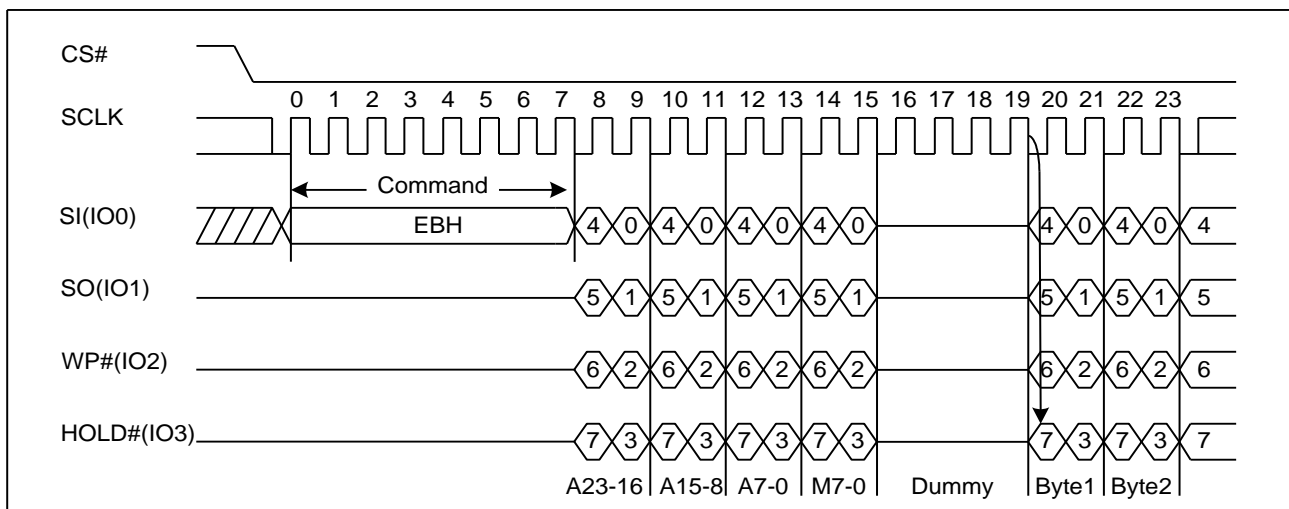 CS#
0 1 2 3 4 5 6 7 8 9 10 11 12 13 14 15 16 17 18 19 20 21 22 23
SCLK
Command
SI(IO0)
EBH
4 0 4 0 4 0 4 0 4 0 4 0 4
SO(IO1)
5 1 5 1 5 1 5 1 5 1 5 1 5
WP#(IO2)
6 2 6 2 6 2 6 2 6 2 6 2 6
HOLD#(IO3)
7 3 7 3 7 3 7 3 7 3 7 3 7
A23-16 A15-8 A7-0 M7-0 Dummy Byte1 Byte2